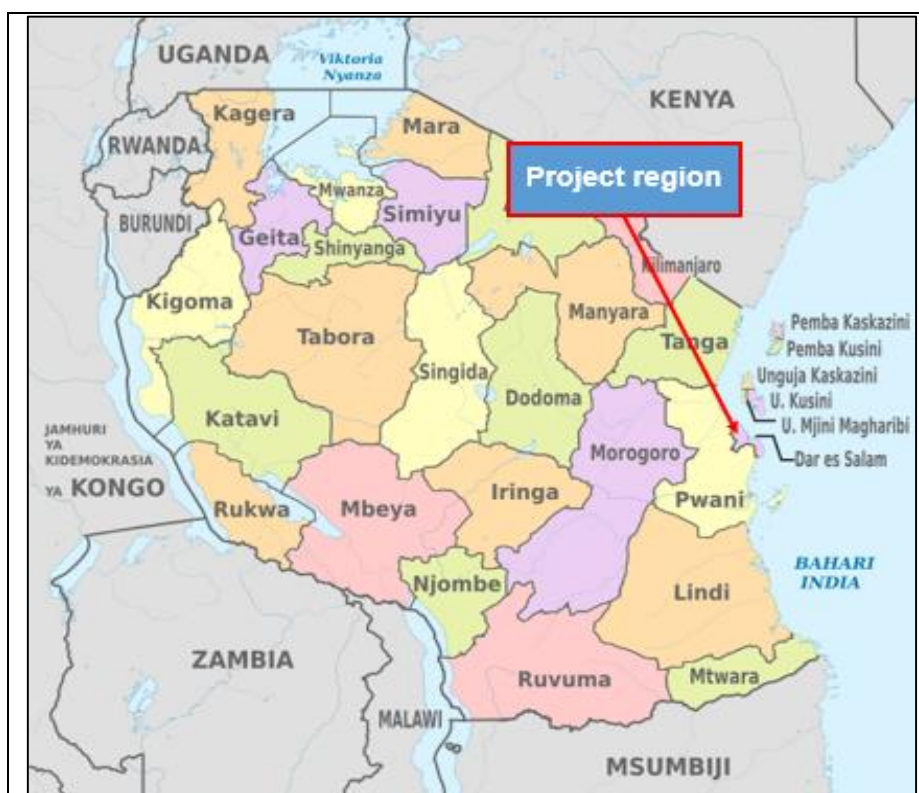 UGANDA
Viktoria
Nyanza
KENYA
Kagera
Mara
RWANDA
Project region
Mwanza
BURUNDI
Geita
Simiyu
Shinyanga
Kilimanjaro
Kigoma
Manyara
Tabora
Tanga
Pemba Kaskazini
Pemba Kusini
Singida
Unguja Kaskazini
U. Kusini
Dodoma
Katavi
U. Mjini Magharibi
JAMHURI
YA
KIDEMOKRASIA
YA KONGO
Morogoro
Dar es Salam
Rukwa
Mbeya
Iringa
Pwani
BAHARI
INDIA
Njombe
Lindi
ZAMBIA
Ruvuma
Mtwara
MALAWI
MSUMBIJI